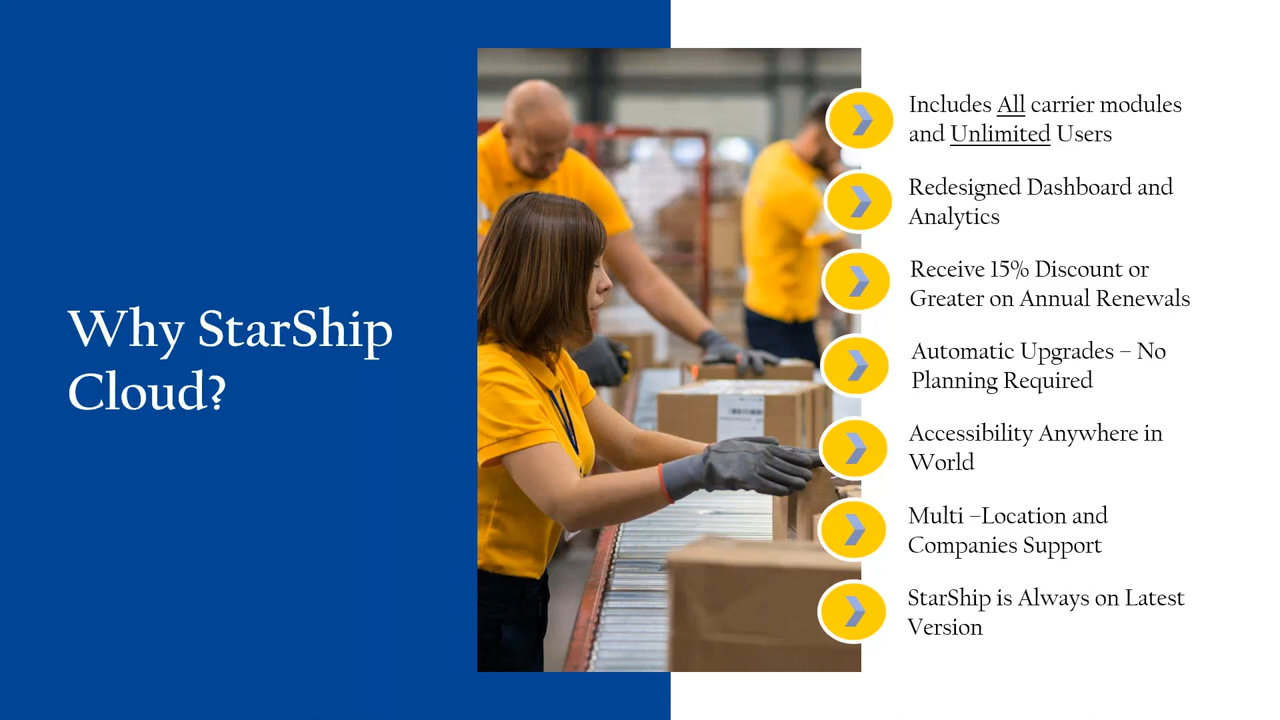 Why StarShip
Cloud?
Includes All carrier modules
and Unlimited Users
Redesigned Dashboard and
Analytics
Receive 15% Discount or
Greater on Annual Renewals
Automatic Upgrades – No
Planning Required
Accessibility Anywhere in
World
Multi –Location and
Companies Support
StarShip is Always on Latest
Version